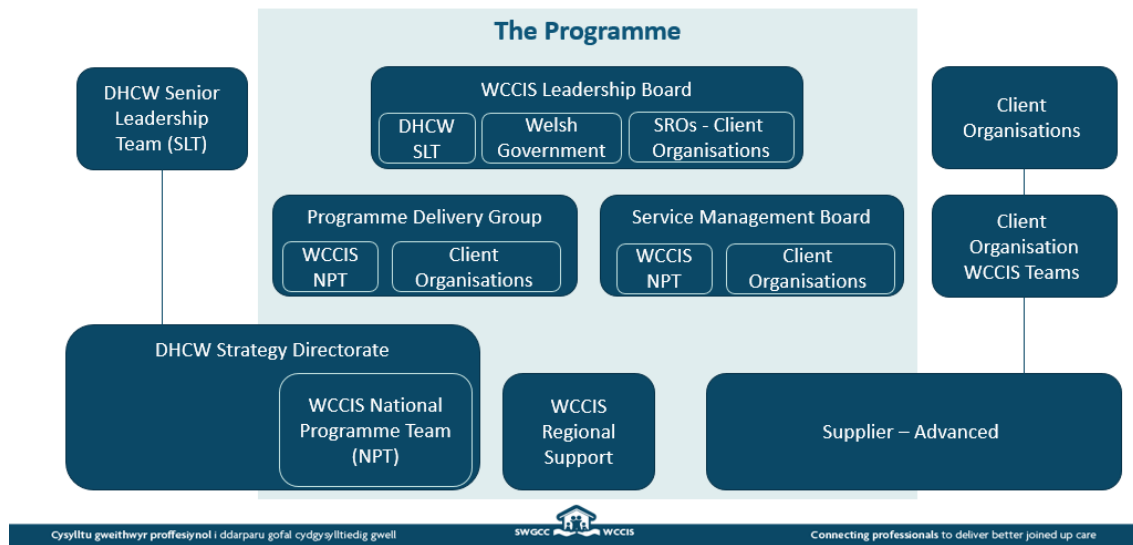 The Programme
DHCW Senior
Leadership
Team (SLT)
WCCIS Leadership Board
DHCW
SLT
Welsh
Government
SROs - Client
Organisations
Client
Organisations
Programme Delivery Group
WCCIS
NPT
Client
Organisations
Service Management Board
WCCIS
NPT
Client
Organisations
Client
Organisation
WCCIS Teams
DHCW Strategy Directorate
WCCIS National
Programme Team
(NPT)
WCCIS
Regional
Support
Supplier – Advanced
Cysylltu gweithwyr proffesiynol i ddarparu gofal cydgysylltiedig gwell
SWGCC WCCIS
Connecting professionals to deliver better joined up care